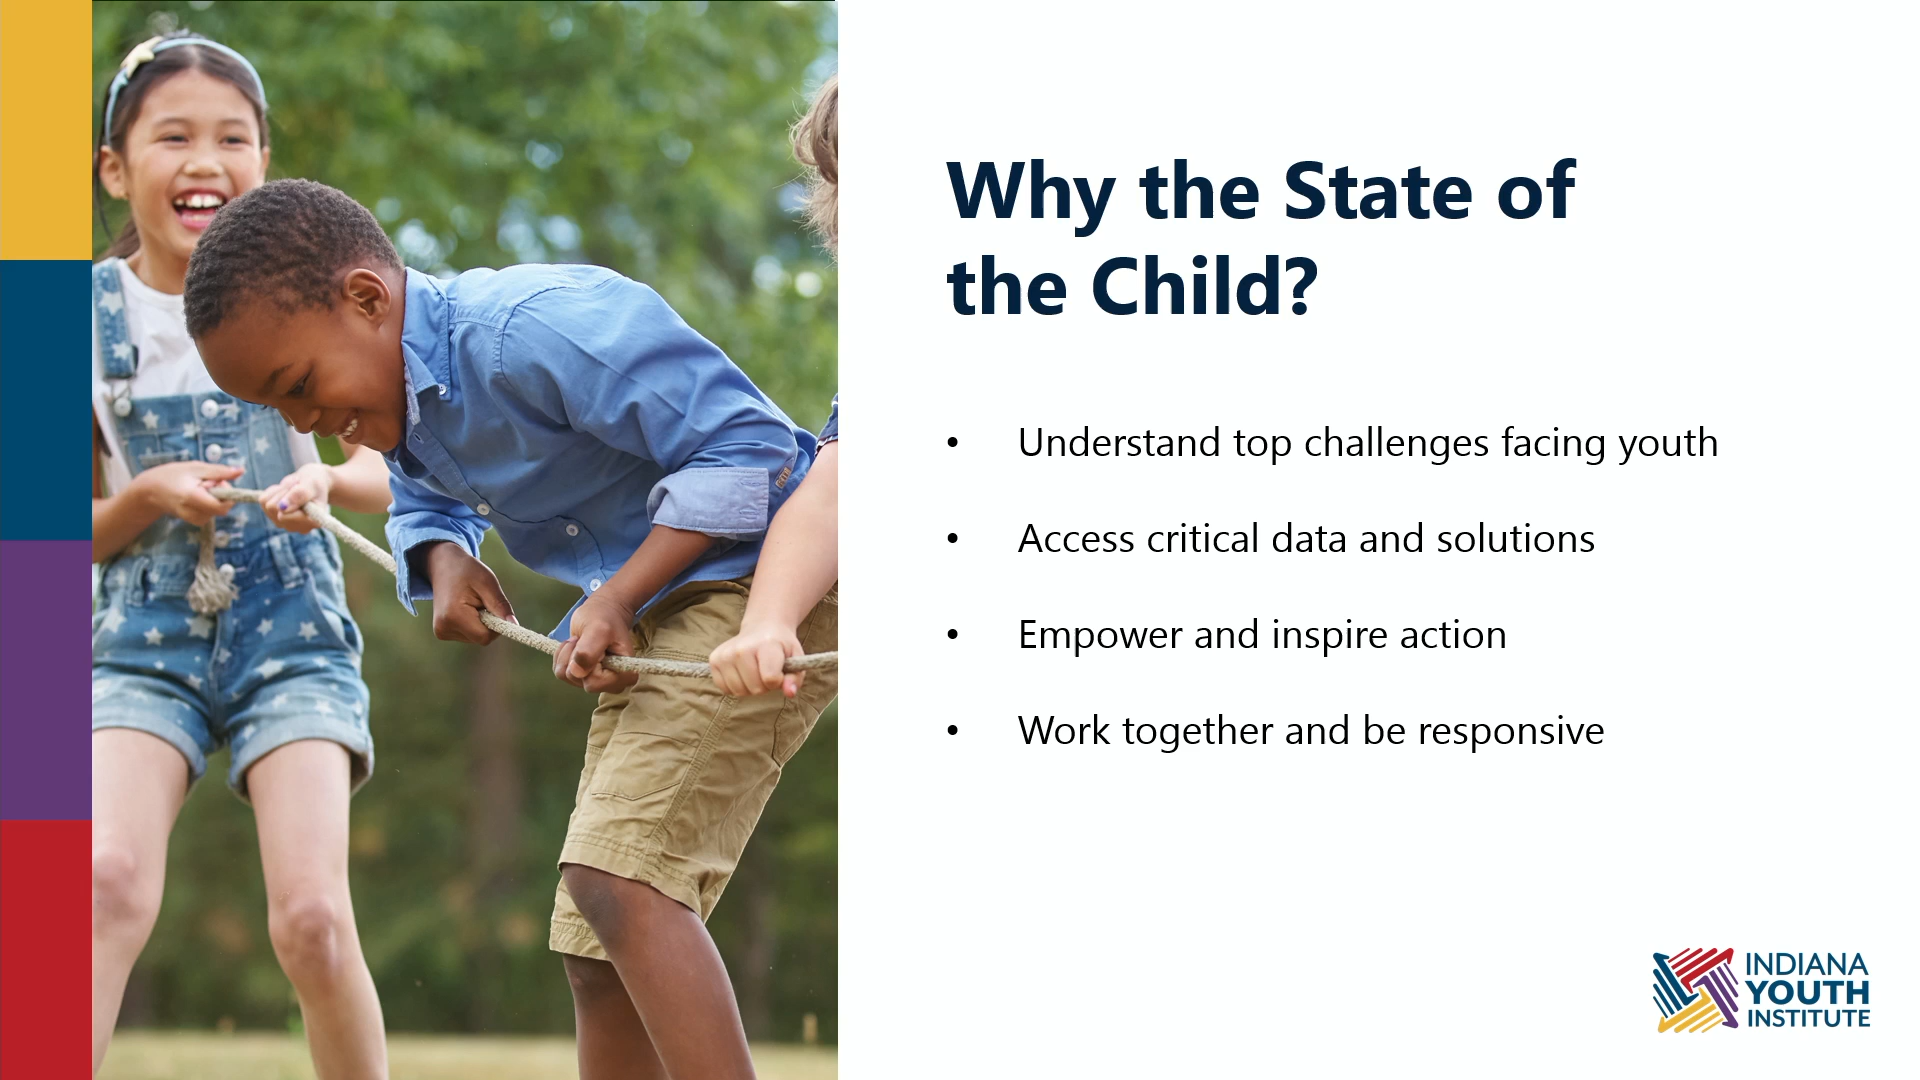 Why the State of
the Child?
• Understand top challenges facing youth
• Access critical data and solutions
• Empower and inspire action
• Work together and be responsive
INDIANA
YOUTH
INSTITUTE